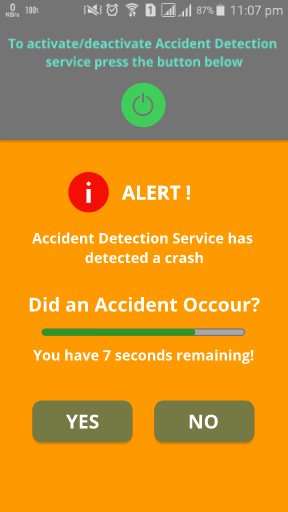 0 KB/s 100% 1 87% 11:07 pm
To activate/deactivate Accident Detection
service press the button below
i ALERT !
Accident Detection Service has
detected a crash
Did an Accident Occour?
You have 7 seconds remaining!
YES NO